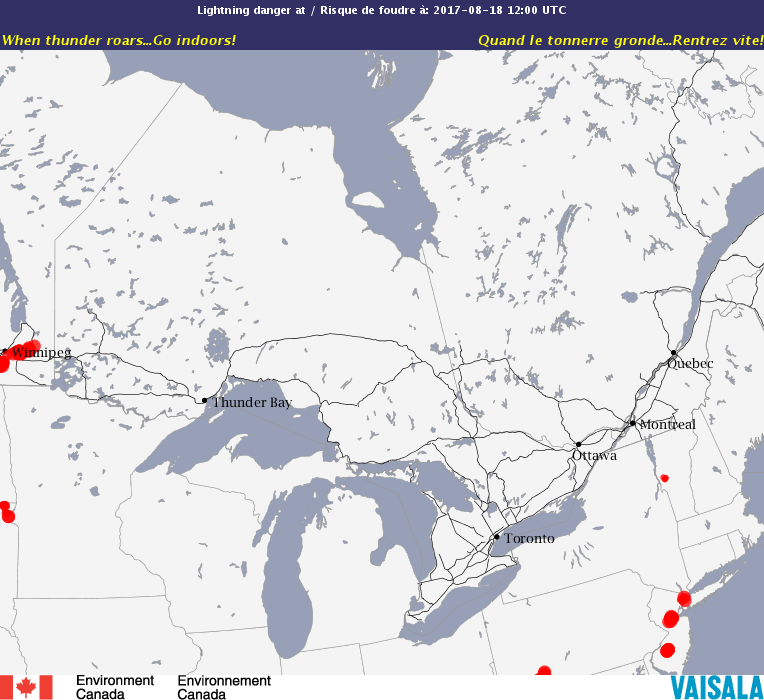 Lightning danger at / Risque de foudre à: 2017-08-18 12:00 UTC
When thunder roars...Go indoors!
Quand le tonnerre gronde...Rentrez vite!
Winnipeg
Quebec
Thunder Bay
Montreal
Ottawa
Toronto
Environment Canada
Environnement Canada
VAISALA